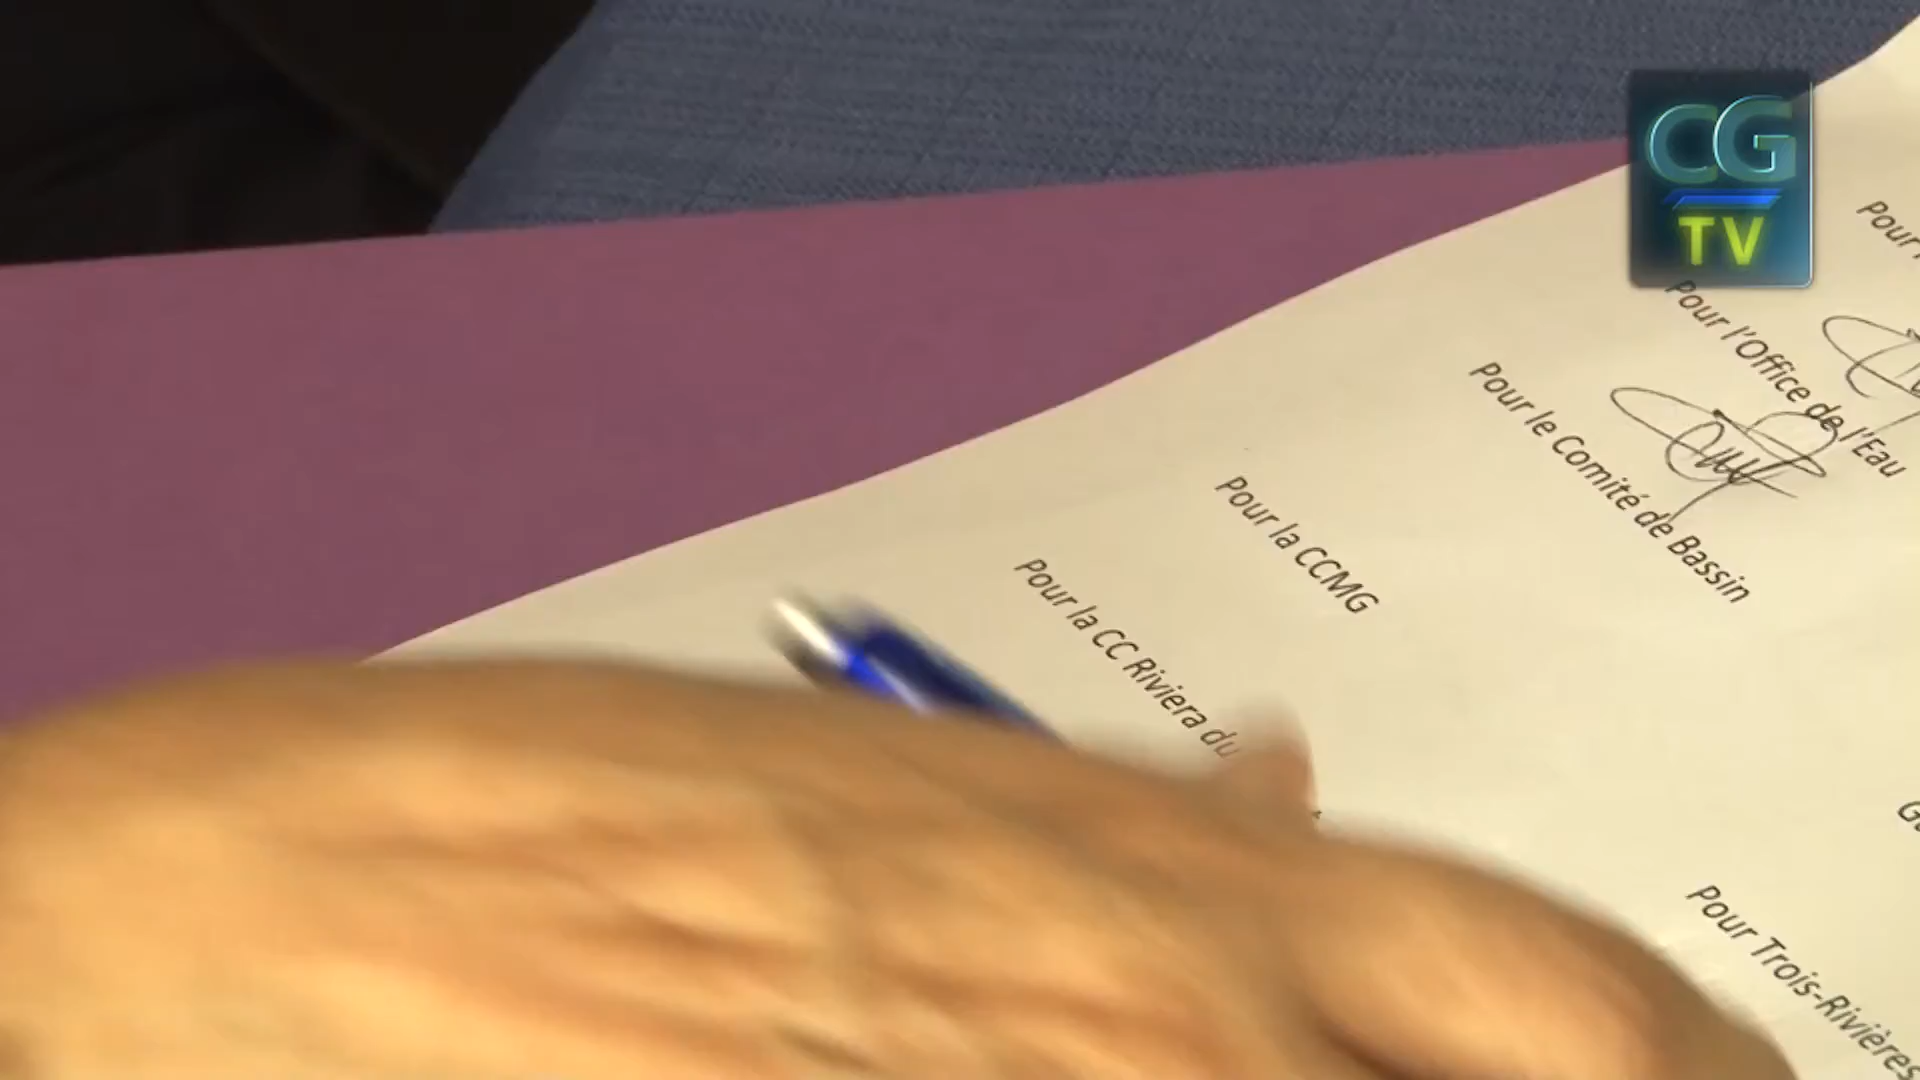 CG
TV
Pour
Pour l'Office de l'Eau
Pour le Comité de Bassin
Pour la CCMG
Pour la CC Riviera du
Pour Trois-Rivières